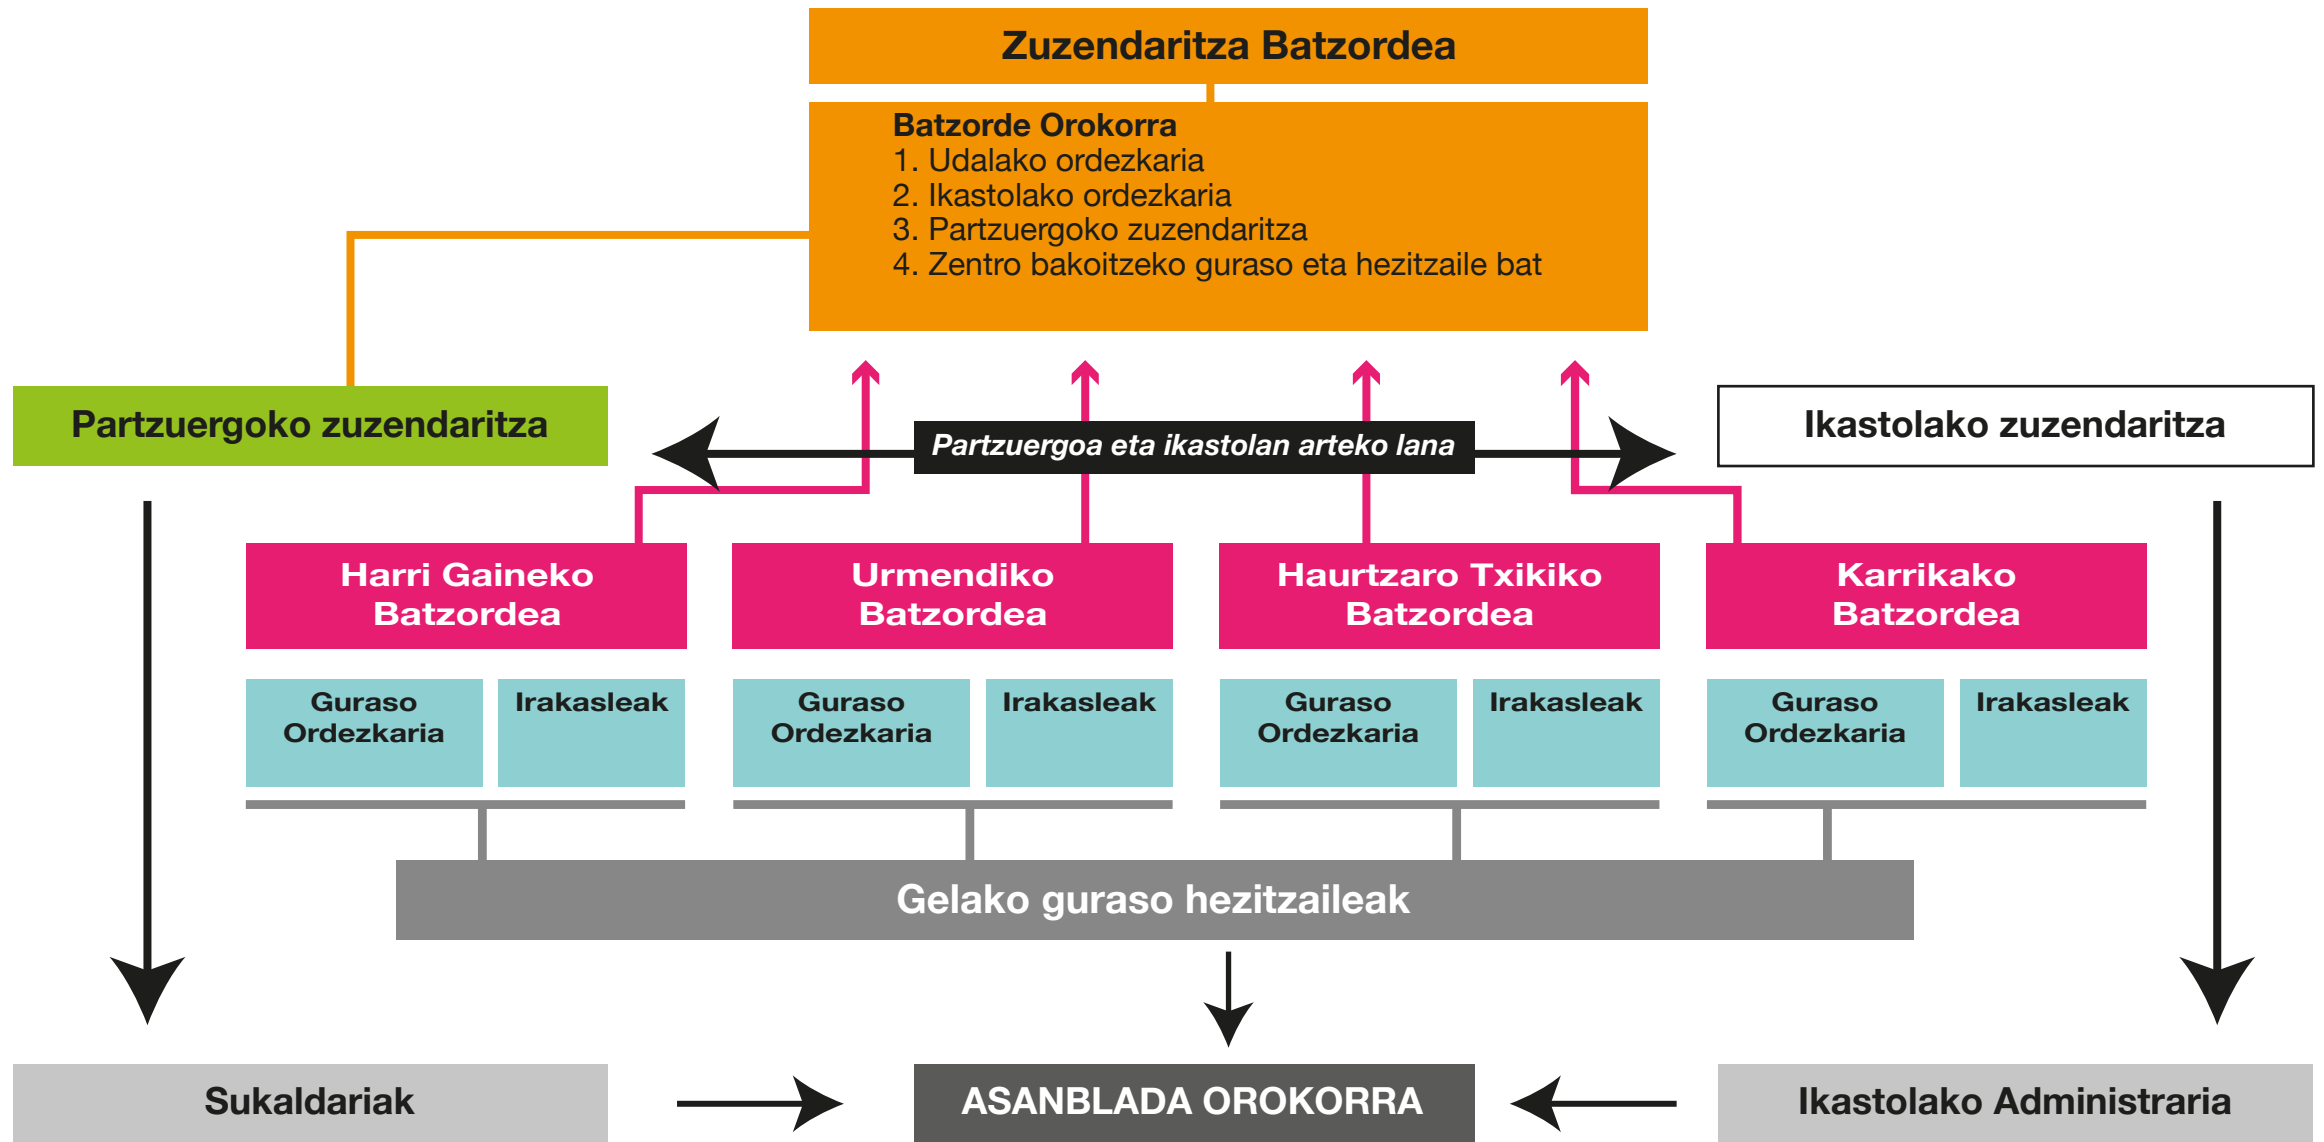 Zuzendaritza Batzordea
Batzorde Orokorra
1. Udalako ordezkaria
2. Ikastolako ordezkaria
3. Partzuergoko zuzendaritza
4. Zentro bakoitzeko guraso eta hezitzaile bat
Partzuergoko zuzendaritza
Partzuergoa eta ikastolan arteko lana
Ikastolako zuzendaritza
Harri Gaineko
Batzordea
Urmendiko
Batzordea
Haurtzaro Txikiko
Batzordea
Karrikako
Batzordea
Guraso
Ordezkaria
Irakasleak
Guraso
Ordezkaria
Irakasleak
Guraso
Ordezkaria
Irakasleak
Guraso
Ordezkaria
Irakasleak
Gelako guraso hezitzaileak
Sukaldariak
ASANBLADA OROKORRA
Ikastolako Administraria